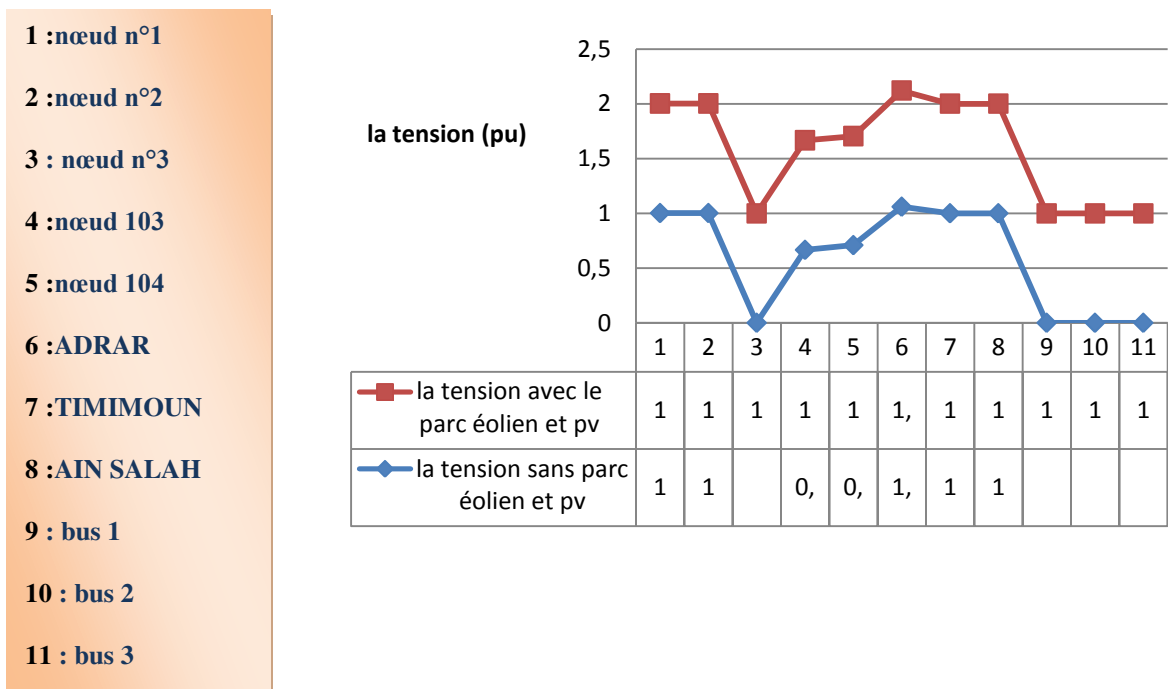 1 :nœud n°1
2 :nœud n°2
3 : nœud n°3
4 :nœud 103
5 :nœud 104
6 :ADRAR
7 :TIMIMOUN
8 :AIN SALAH
9 : bus 1
10 : bus 2
11 : bus 3
la tension (pu)
2,5
2
1,5
1
0,5
0
1 2 3 4 5 6 7 8 9 10 11
la tension avec le
parc éolien et pv
1 1 1 1 1 1, 1 1 1 1 1
la tension sans parc
éolien et pv
1 1 0, 0, 1, 1 1